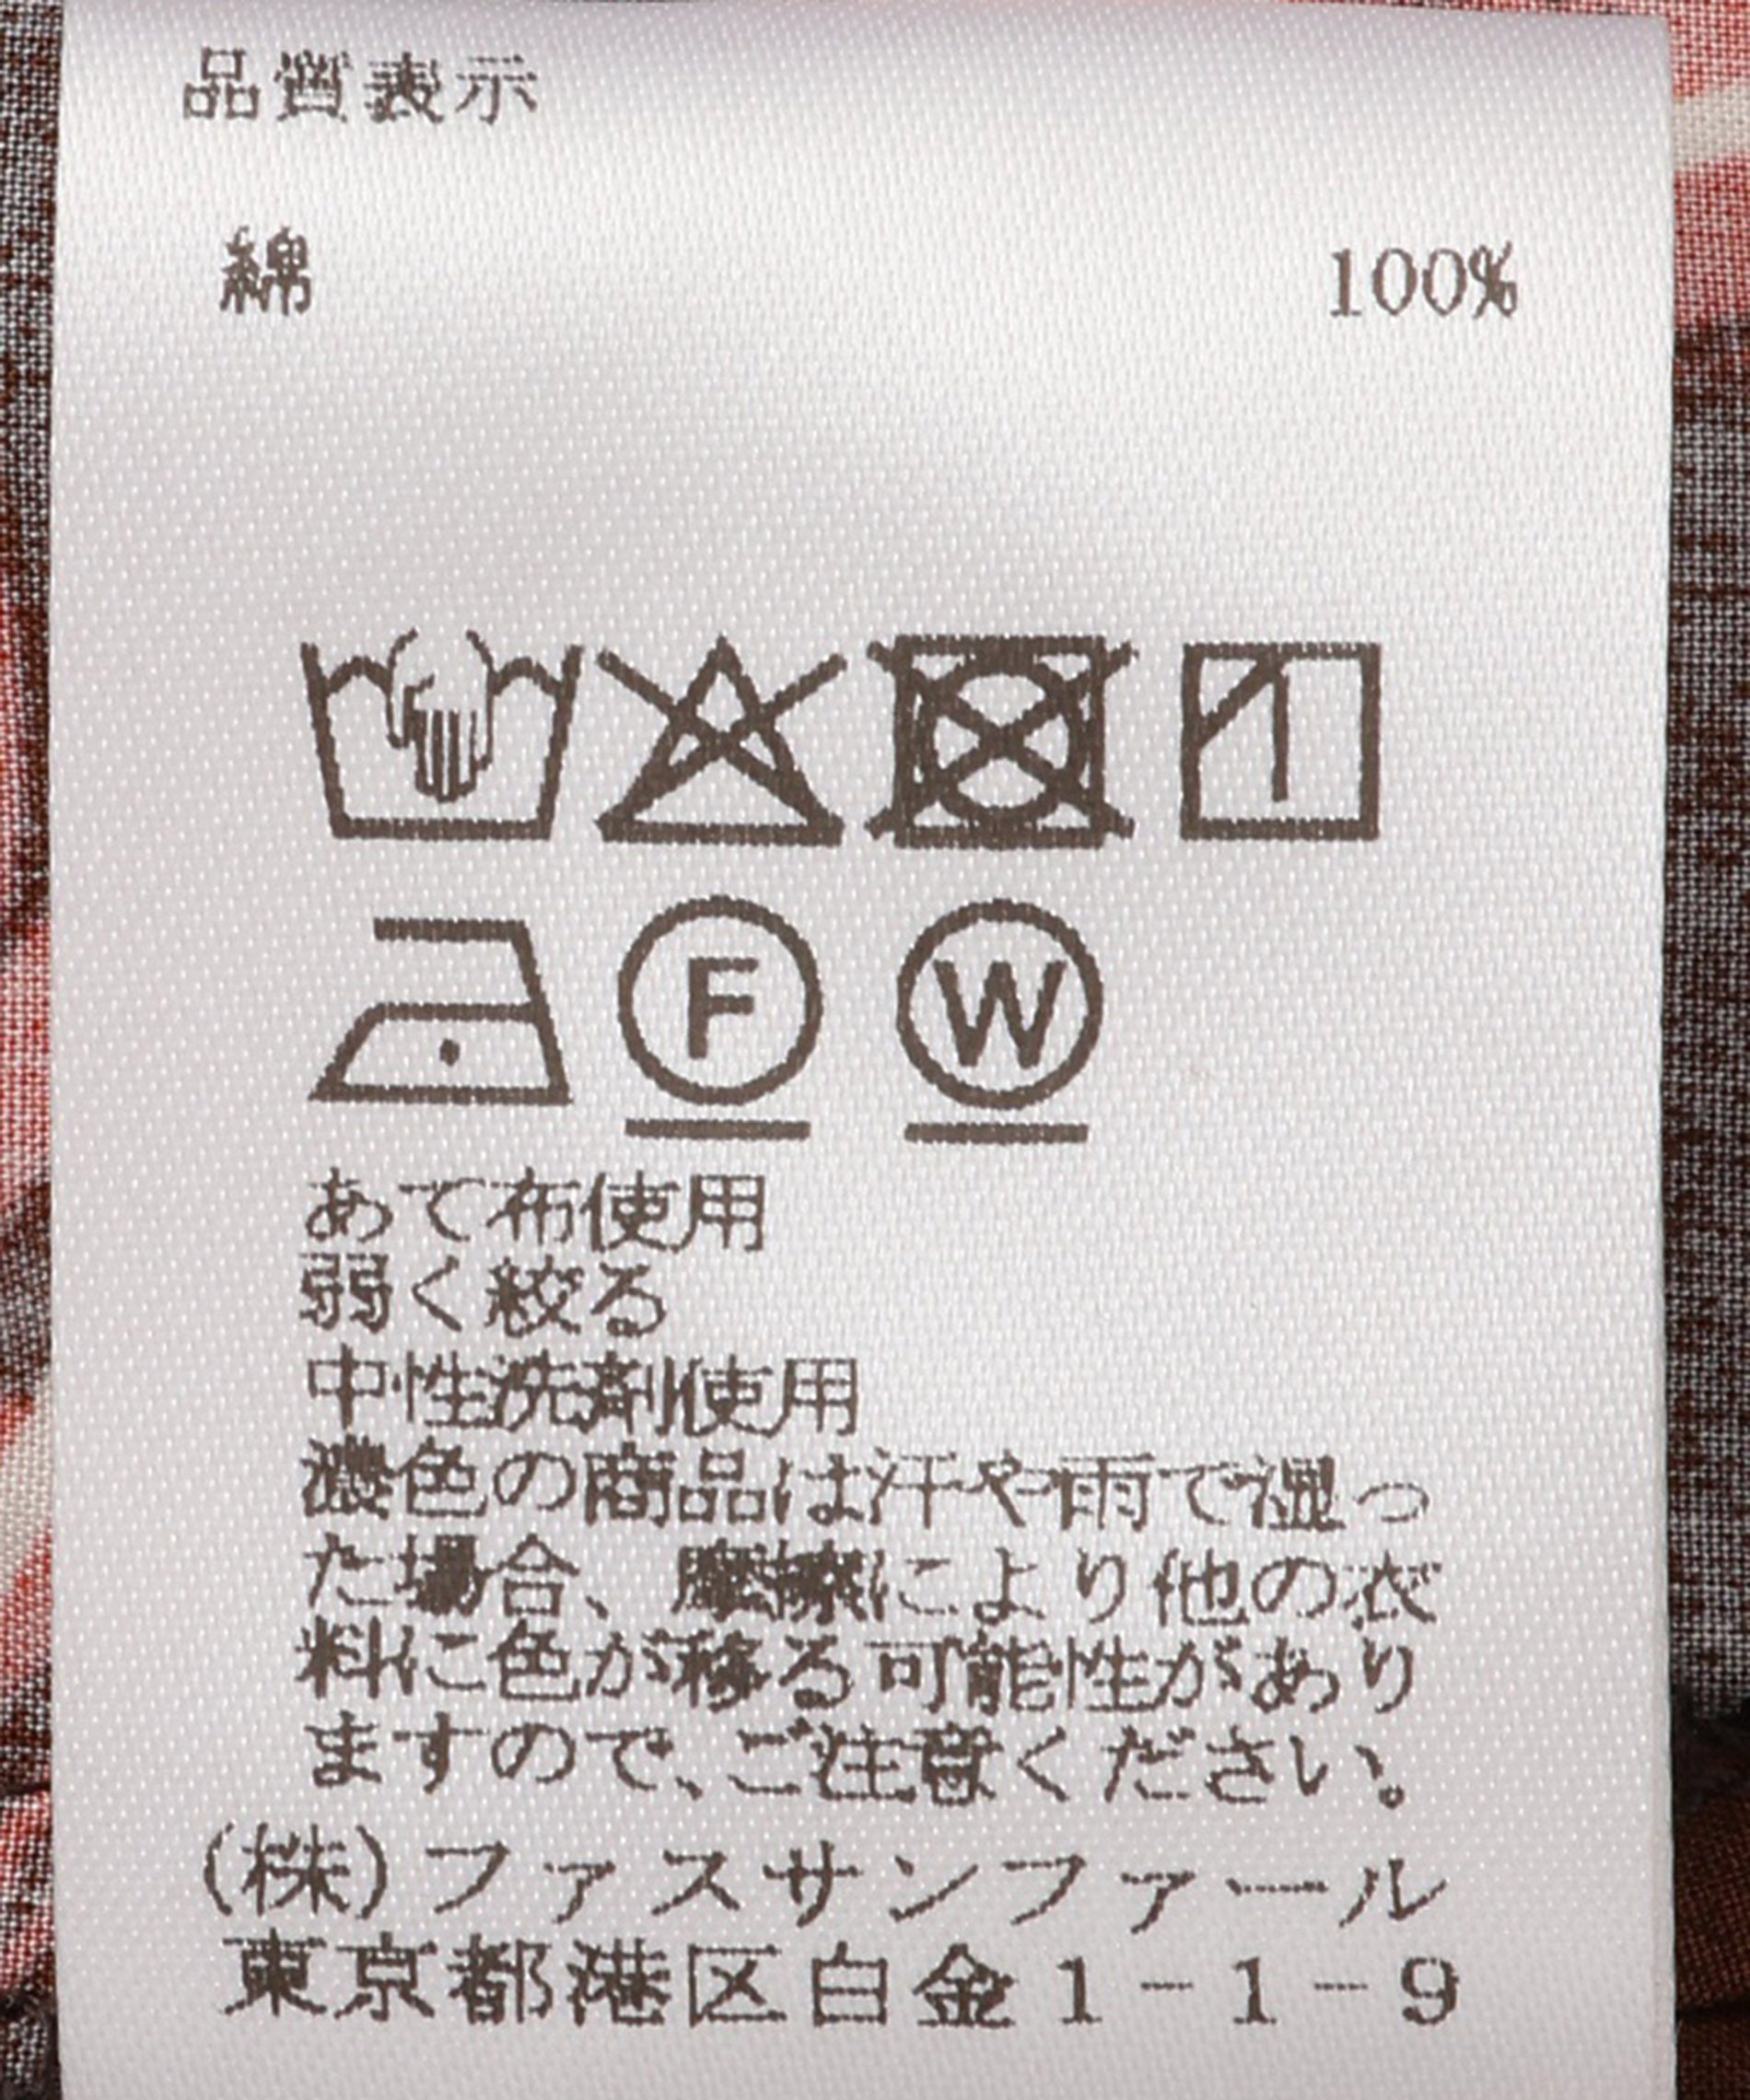 品質表示
綿 100%
F W
あて布使用
弱く絞る
中性洗剤使用
濃色の商品は汗や雨で湿っ
た場合、摩擦により他の衣
料に色が移る可能性があり
ますので、ご注意ください。
(株)ファスサンファール
東京都港区白金1-1-9